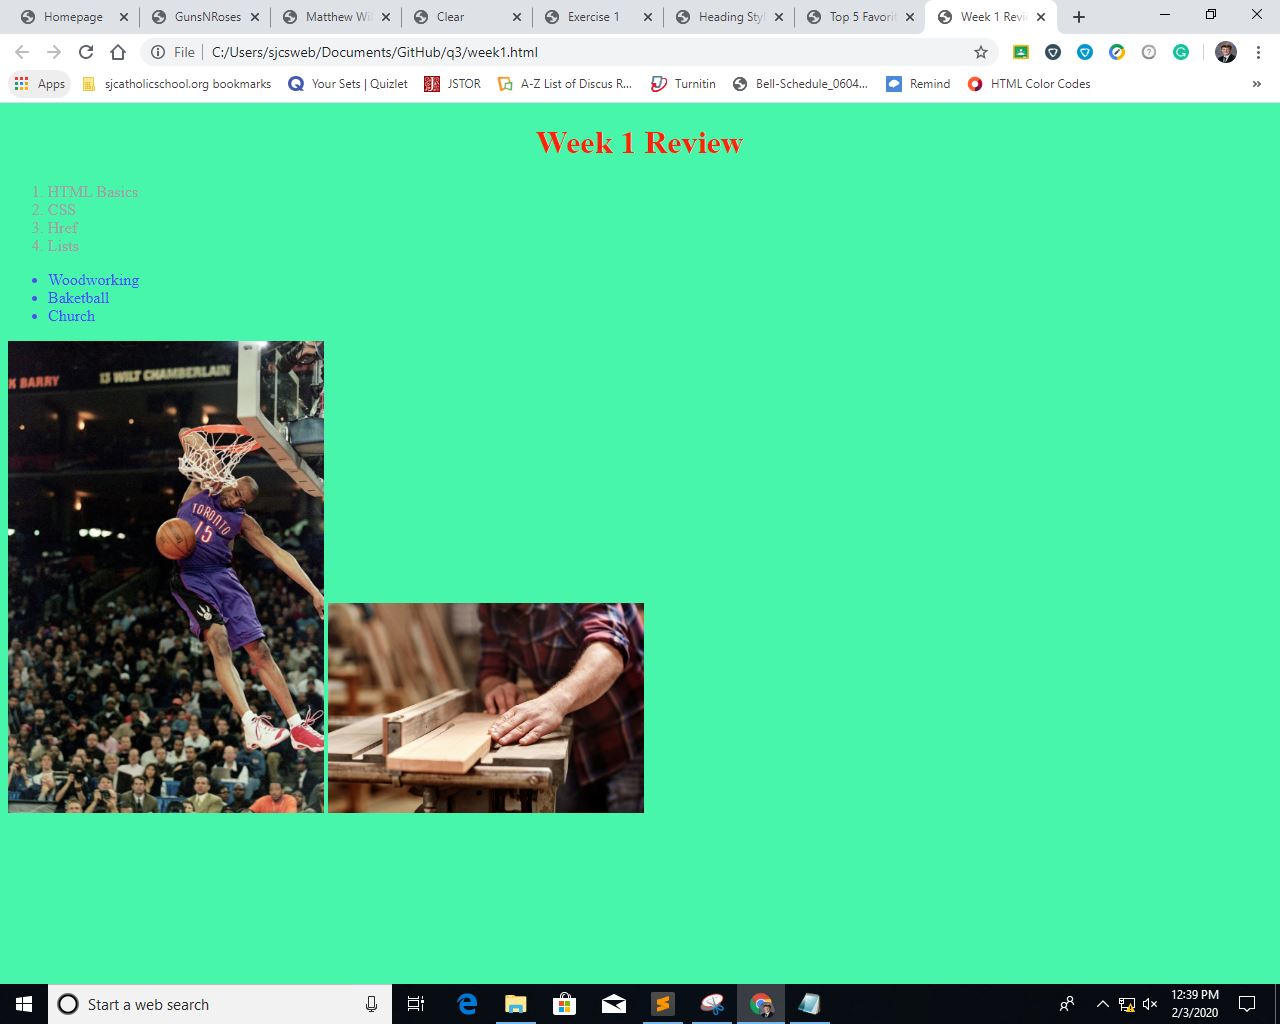 Homepage
GunsNRoses
Matthew Wi
Clear
Exercise 1
Heading Styl
Top 5 Favorit
Week 1 Revie
File
C:/Users/sjcsweb/Documents/GitHub/q3/week1.html
Apps
sjcatholicschool.org bookmarks
Your Sets | Quizlet
JSTOR
A-Z List of Discus R...
Turnitin
Bell-Schedule_0604...
Remind
HTML Color Codes
»
Week 1 Review
1. HTML Basics
2. CSS
3. Href
4. Lists
• Woodworking
• Baketball
• Church
K BARRY
13 WILT CHAMBERLAIN
TORONTO
15
Start a web search
12:39 PM
2/3/2020